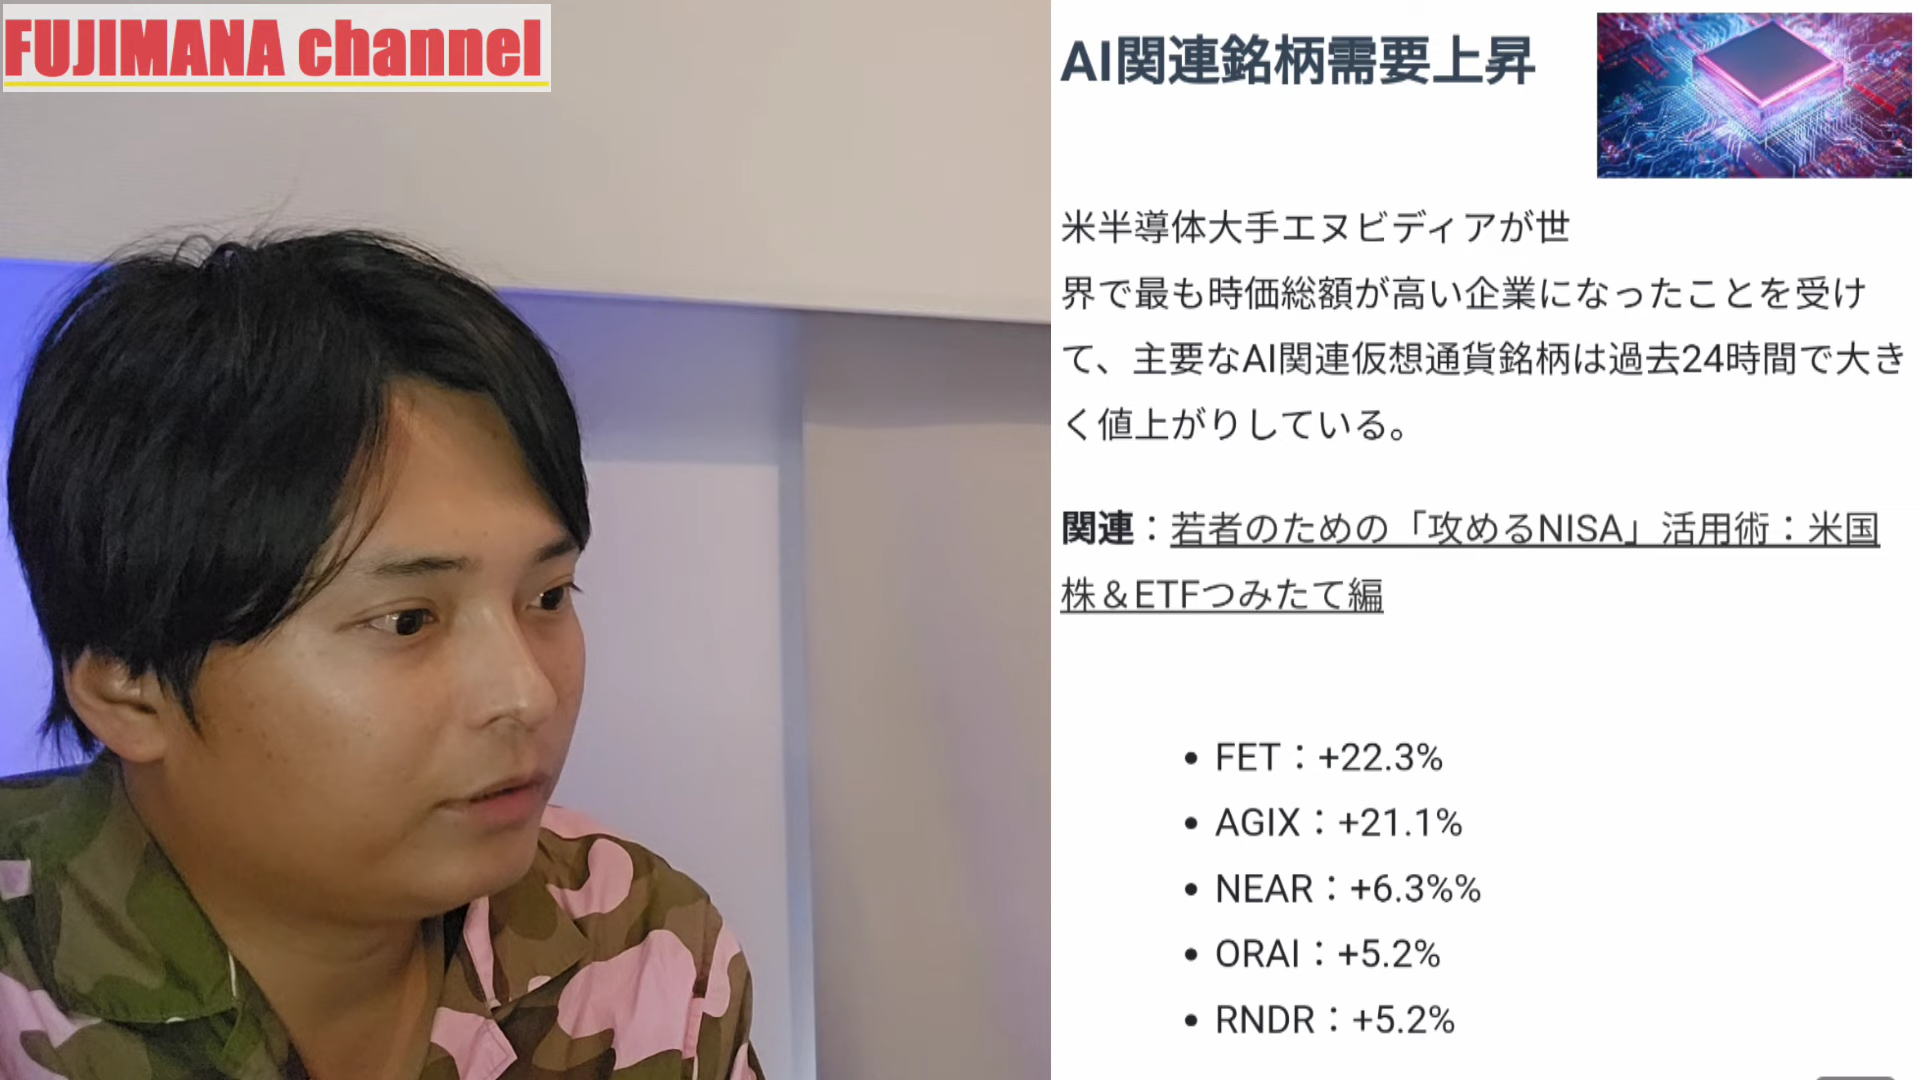 FUJIMANA channel
AI関連銘柄需要上昇
米半導体大手エヌビディアが世
界で最も時価総額が高い企業になったことを受け
て、主要なAI関連仮想通貨銘柄は過去24時間で大き
く値上がりしている。
関連：若者のための「攻めるNISA」活用術：米国
株＆ETFつみたて編
• FET：+22.3%
• AGIX：+21.1%
• NEAR：+6.3%%
• ORAI：+5.2%
• RNDR：+5.2%